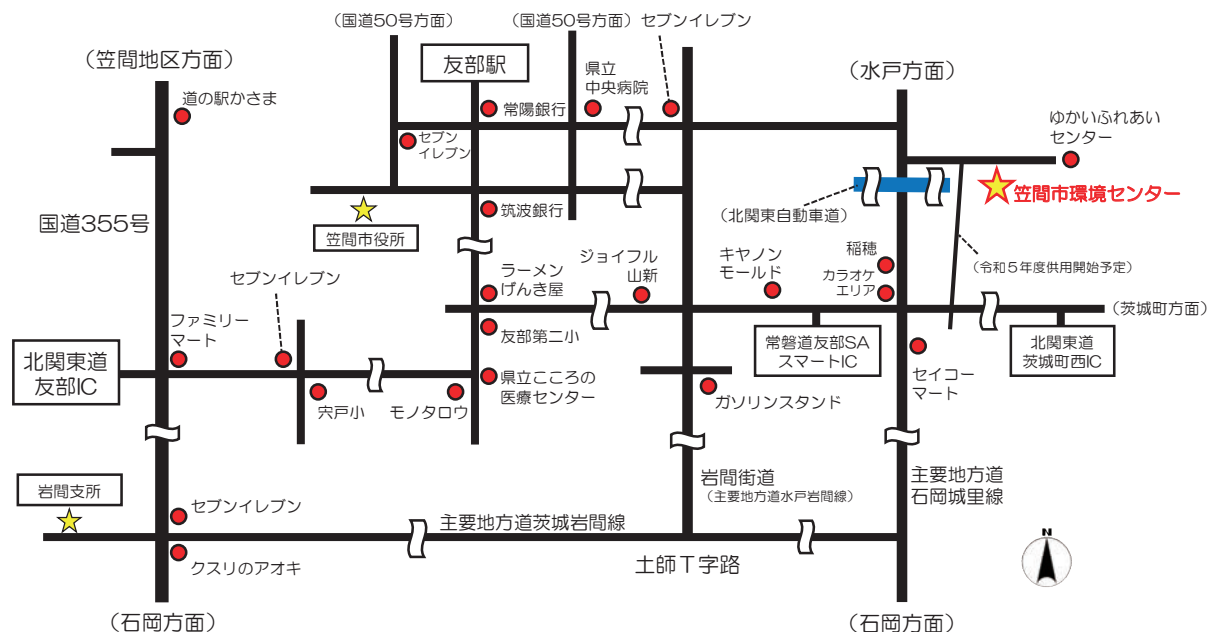 （国道50号方面）
（国道50号方面）
セブンイレブン
（笠間地区方面）
友部駅
県立
中央病院
（水戸方面）
道の駅かさま
常陽銀行
ゆかいふれあい
センター
セブン
イレブン
笠間市環境センター
国道355号
筑波銀行
（北関東自動車道）
笠間市役所
セブンイレブン
ラーメン
げんき屋
ジョイフル
山新
キヤノン
モールド
稲穂
カラオケ
エリア
（令和５年度供用開始予定）
（茨城町方面）
ファミリー
マート
友部第二小
常磐道友部SA
スマートIC
北関東道
茨城町西IC
北関東道
友部IC
県立こころの
医療センター
セイコー
マート
宍戸小
モノタロウ
ガソリンスタンド
岩間街道
（主要地方道水戸岩間線）
主要地方道
石岡城里線
岩間支所
セブンイレブン
主要地方道茨城岩間線
クスリのアオキ
土師Ｔ字路
N
（石岡方面）
（石岡方面）